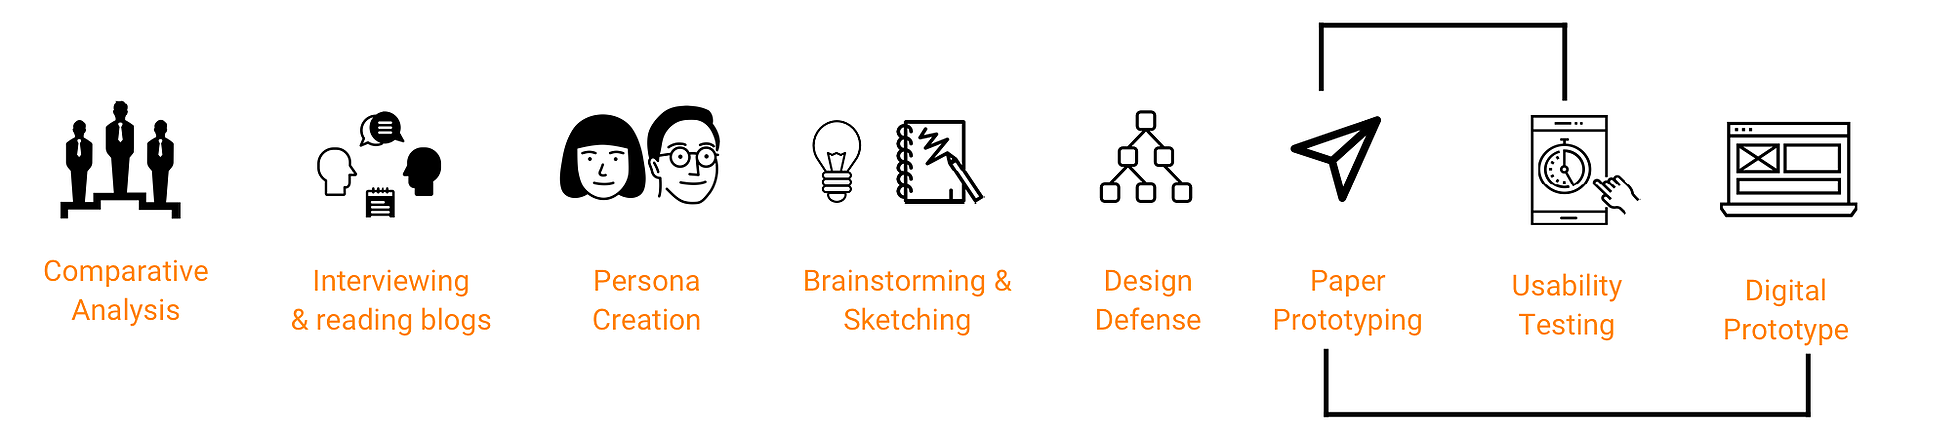 Comparative
Analysis
Interviewing
& reading blogs
Persona
Creation
Brainstorming &
Sketching
Design
Defense
Paper
Prototyping
Usability
Testing
Digital
Prototype